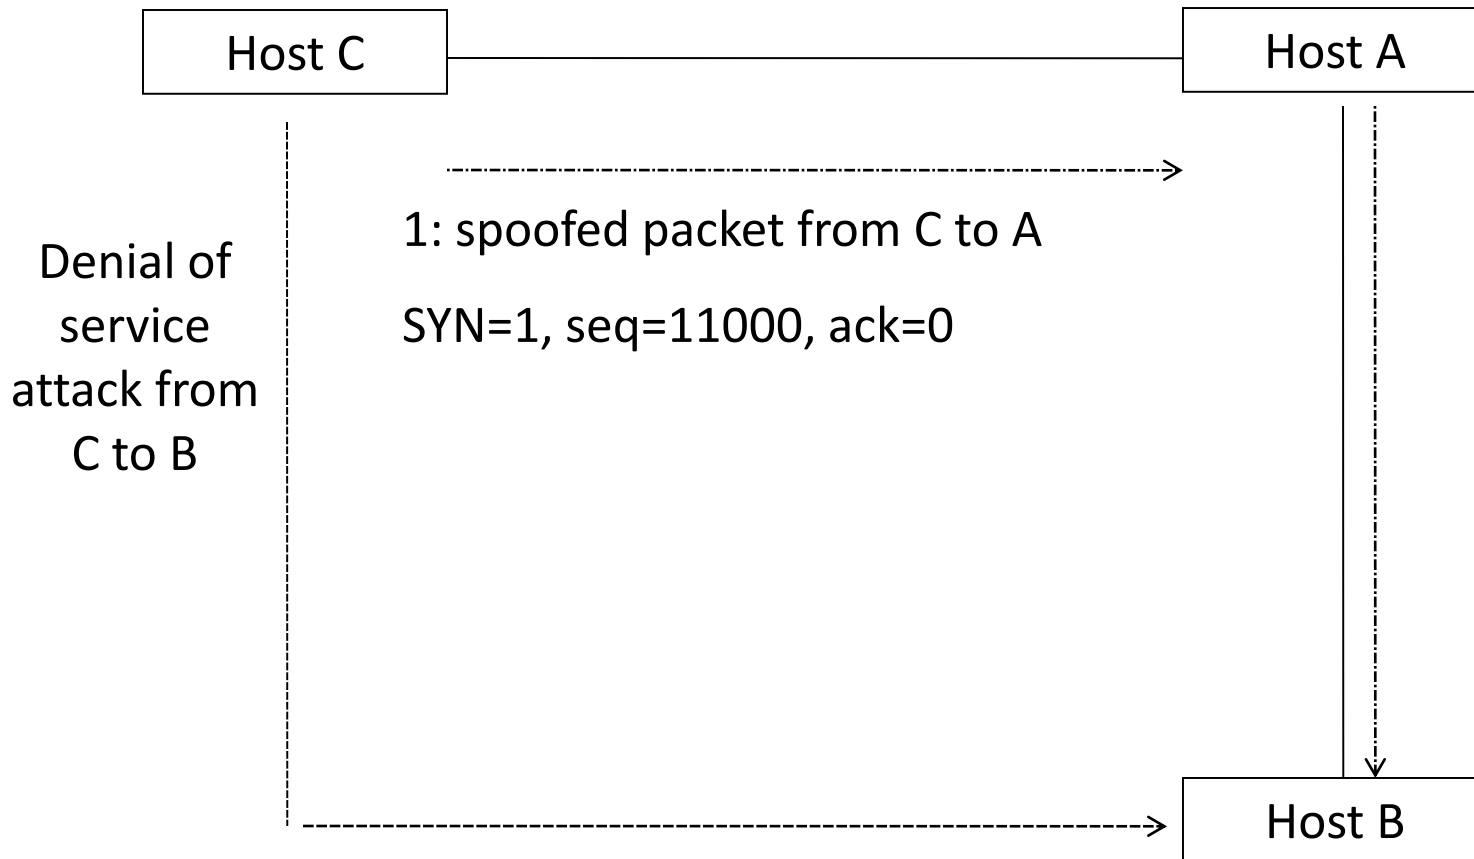 Host C
Host A
1: spoofed packet from C to A
SYN=1, seq=11000, ack=0
Denial of
service
attack from
C to B
Host B